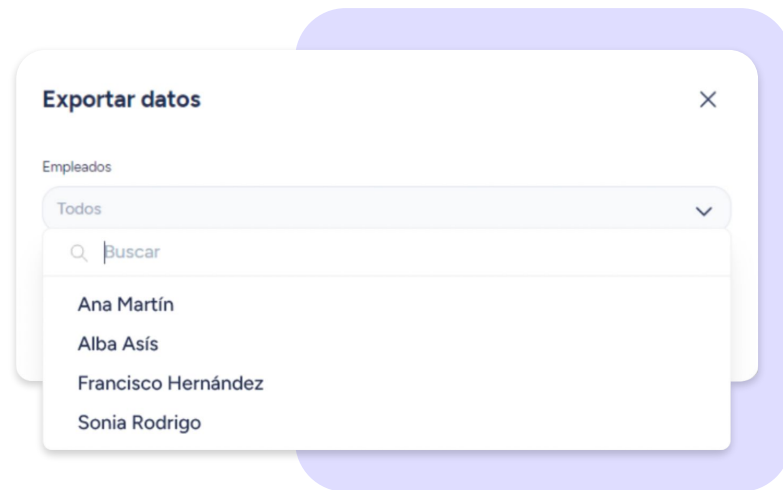 Exportar datos
Empleados
Todos
Buscar
Ana Martín
Alba Asís
Francisco Hernández
Sonia Rodrigo